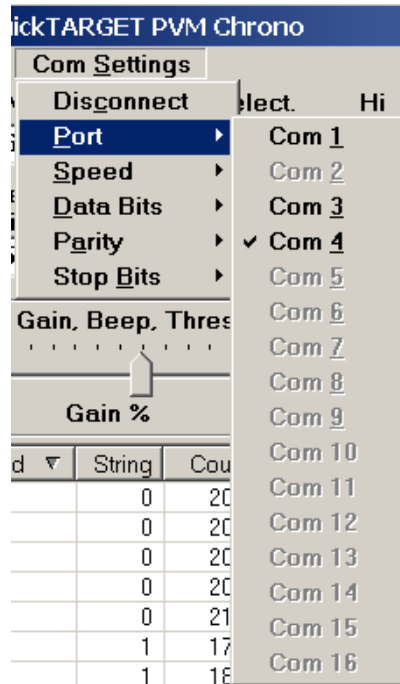 ickTARGET PVM Chrono
Com Settings
Disconnect
elect. Hi
Port
Speed
Data Bits
Parity
Stop Bits
Com 1
Com 2
Com 3
Com 4
Com 5
Com 6
Com 7
Com 8
Com 9
Com 10
Com 11
Com 12
Com 13
Com 14
Com 15
Com 16
Gain, Beep, Thres
Gain %
d String Cou
0 20
0 20
0 20
0 20
0 21
1 17
1 18